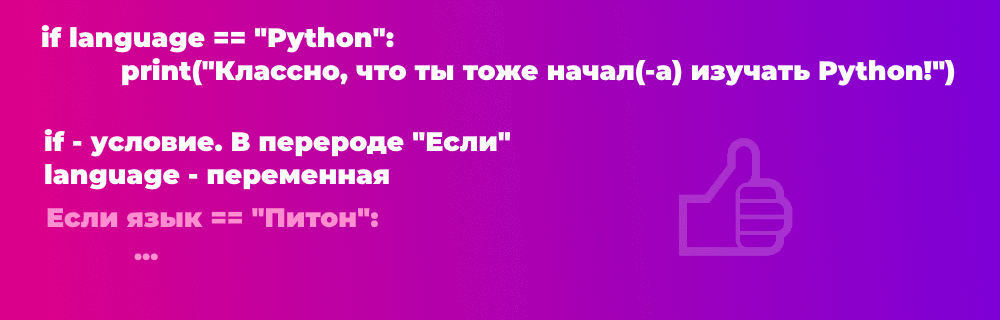 if language == "Python":
print("Классно, что ты тоже начал(-а) изучать Python!")
if - условие. В перероде "Если"
language - переменная
Если язык == "Питон":
...